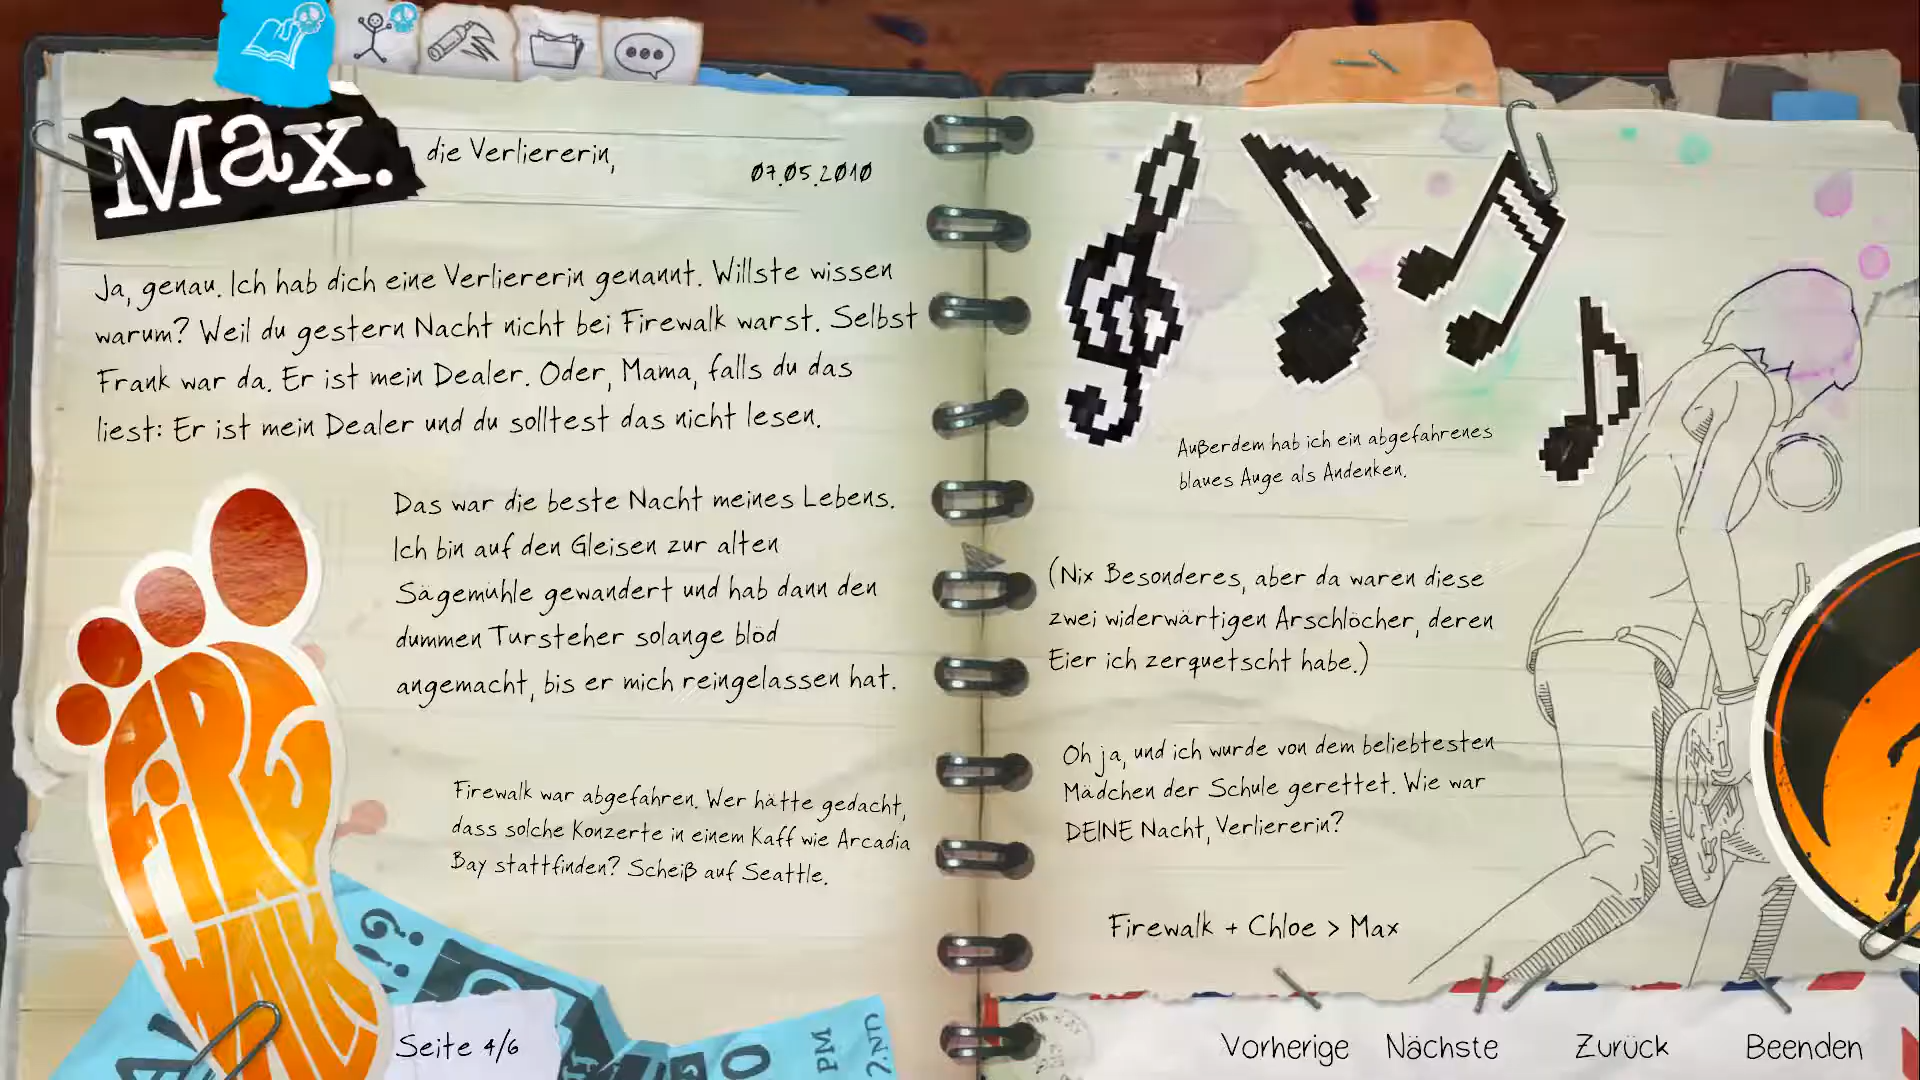 Max.
die Verliererin,
07.05.2010
Ja, genau. Ich hab dich eine Verliererin genannt. Willste wissen
warum? Weil du gestern Nacht nicht bei Firewalk warst. Selbst
Frank war da. Er ist mein Dealer. Oder, Mama, falls du das
liest: Er ist mein Dealer und du solltest das nicht lesen.
Das war die beste Nacht meines Lebens.
Ich bin auf den Gleisen zur alten
Sägemühle gewandert und hab dann den
dummen Türsteher solange blöd
angemacht, bis er mich reingelassen hat.
FiRE
WALK
Firewalk war abgefahren. Wer hätte gedacht,
dass solche Konzerte in einem Kaff wie Arcadia
Bay stattfinden? Scheiß auf Seattle.
PM
Seite 4/6
Außerdem hab ich ein abgefahrenes
blaues Auge als Andenken.
(Nix Besonderes, aber da waren diese
zwei widerwärtigen Arschlöcher, deren
Eier ich zerquetscht habe.)
Oh ja, und ich wurde von dem beliebtesten
Mädchen der Schule gerettet. Wie war
DEINE Nacht, Verliererin?
Firewalk + Chloe > Max
Vorherige Nächste Zurück Beenden